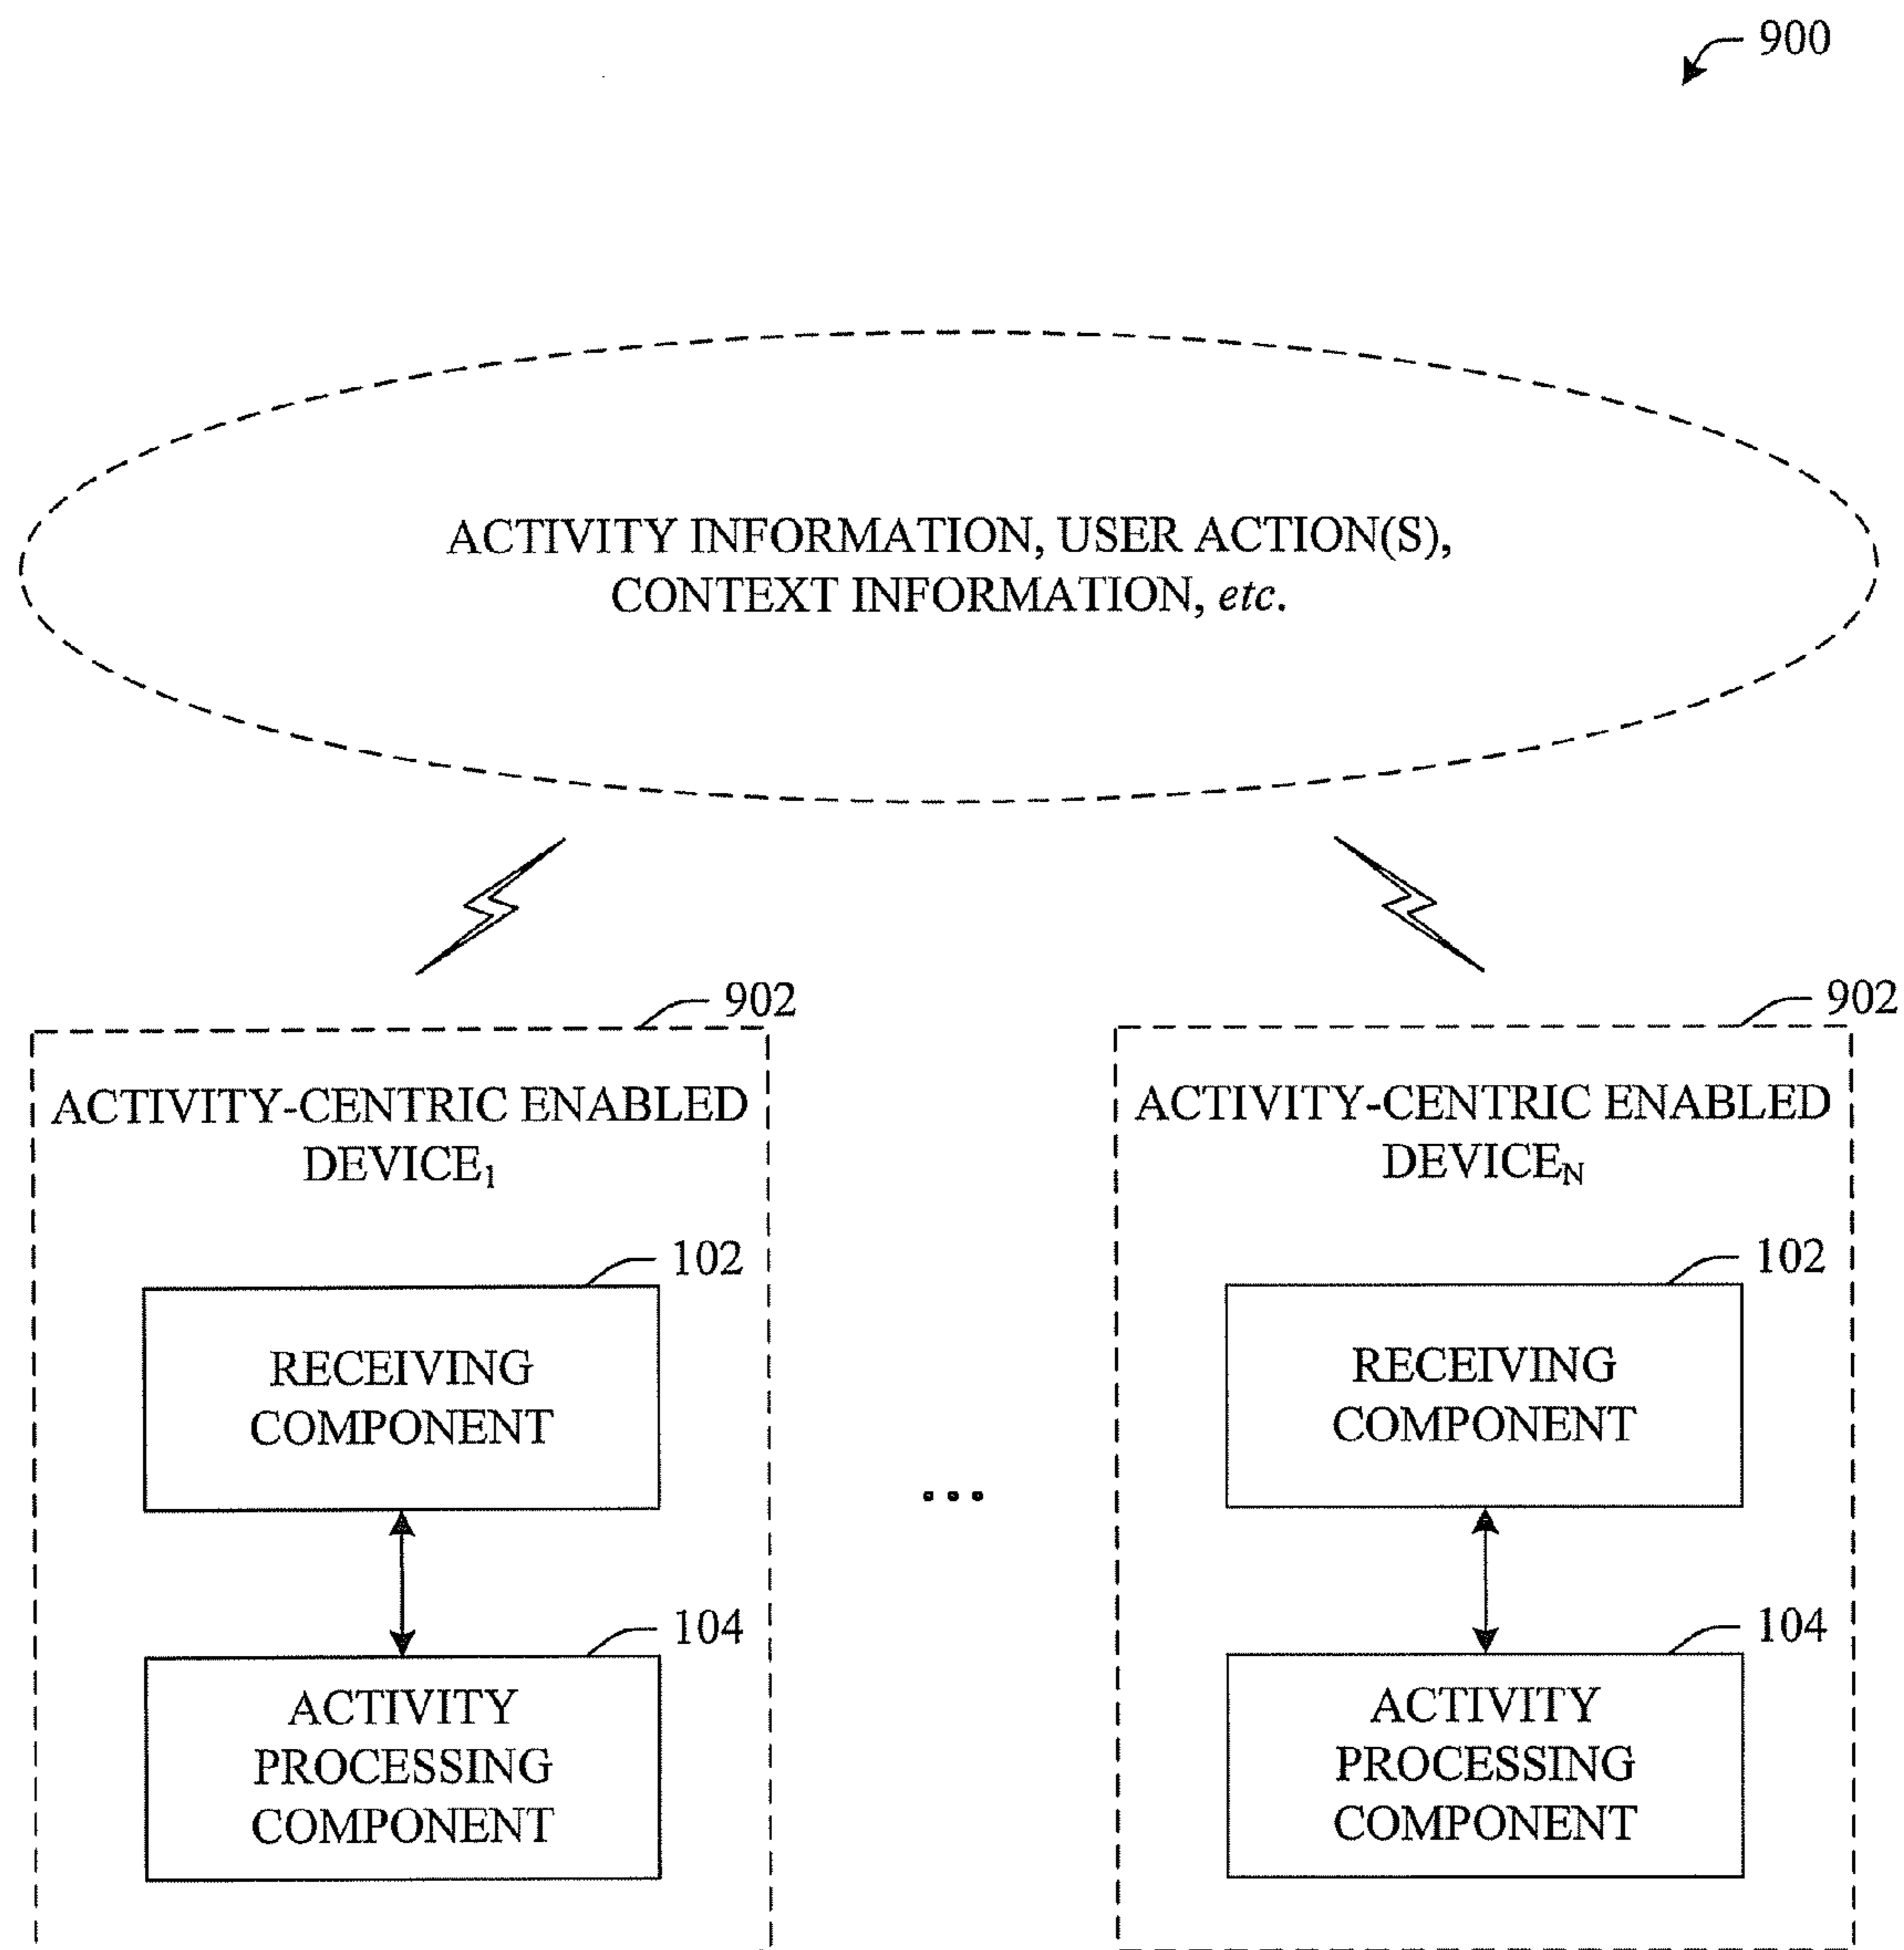 900
ACTIVITY INFORMATION, USER ACTION(S),
CONTEXT INFORMATION, etc.
902
ACTIVITY-CENTRIC ENABLED
DEVICE₁
102
RECEIVING
COMPONENT
104
ACTIVITY
PROCESSING
COMPONENT
...
902
ACTIVITY-CENTRIC ENABLED
DEVICE_N
102
RECEIVING
COMPONENT
104
ACTIVITY
PROCESSING
COMPONENT